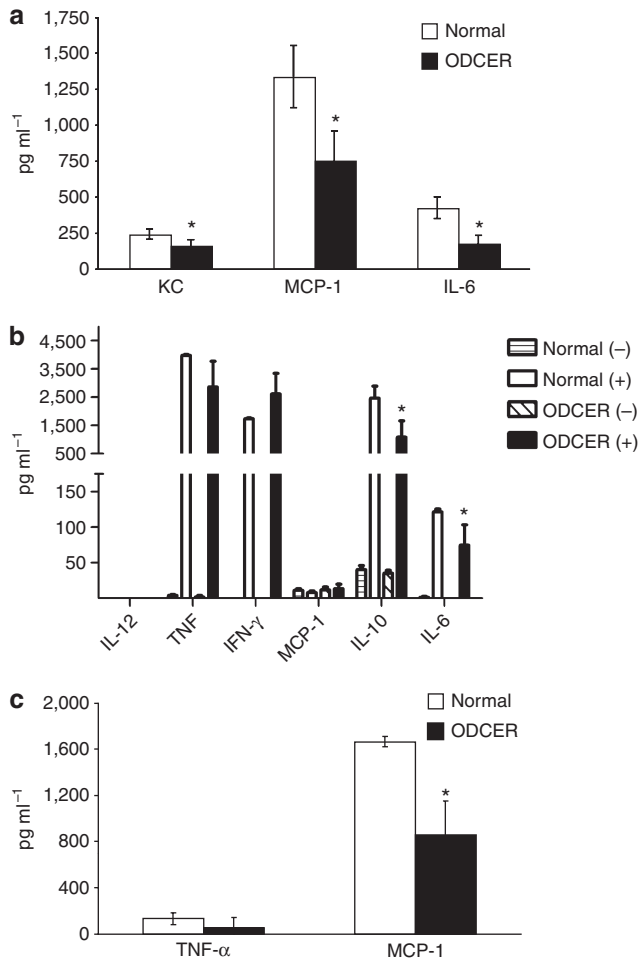 a
1,750
1,500
1,250
1,000
750
500
250
0
pg ml⁻¹
Normal
ODCER
*
*
*
KC MCP-1 IL-6
b
4,500
3,500
2,500
1,500
500
150
100
50
pg ml⁻¹
Normal (–)
Normal (+)
ODCER (–)
ODCER (+)
*
*
IL-12 TNF IFN-γ MCP-1 IL-10 IL-6
c
2,000
1,600
1,200
800
400
0
pg ml⁻¹
Normal
ODCER
*
TNF-α MCP-1